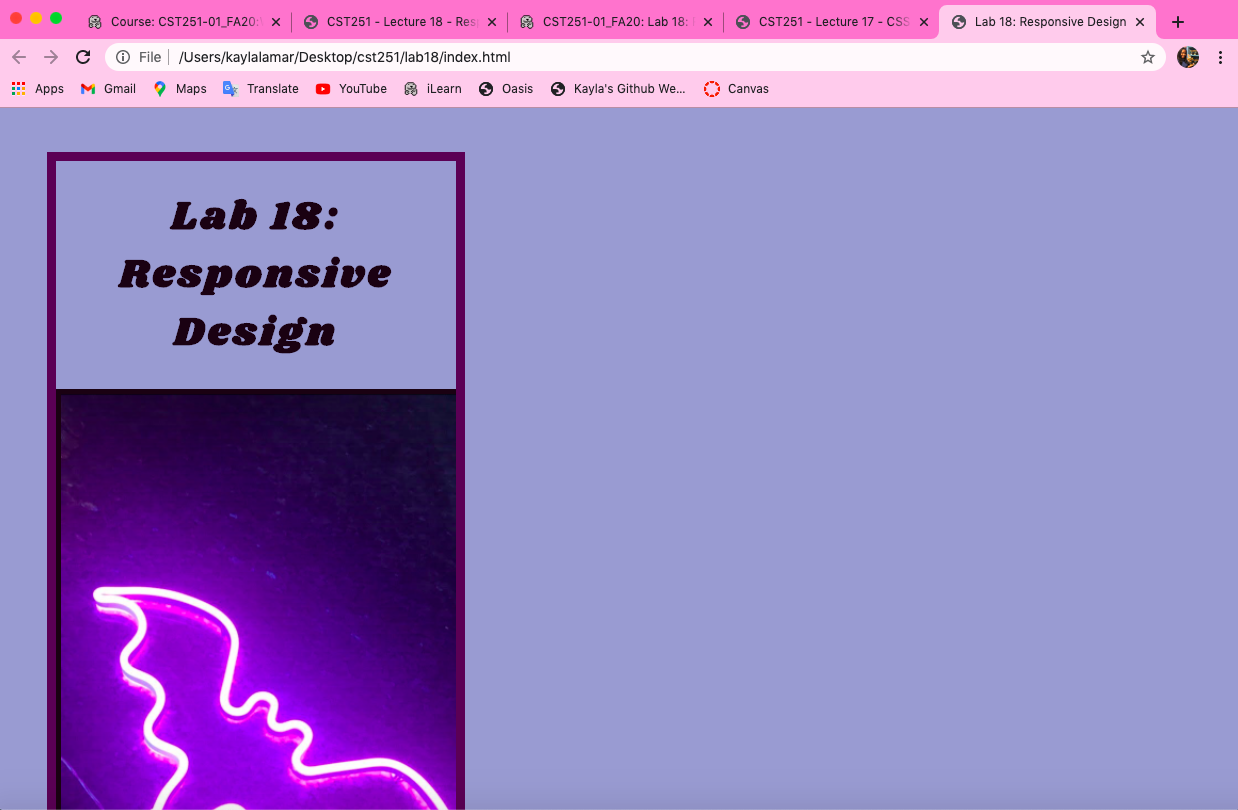 Course: CST251-01_FA20:
CST251 - Lecture 18 - Res
CST251-01_FA20: Lab 18:
CST251 - Lecture 17 - CSS
Lab 18: Responsive Design
File
/Users/kaylalamar/Desktop/cst251/lab18/index.html
Apps
Gmail
Maps
Translate
YouTube
iLearn
Oasis
Kayla's Github We...
Canvas
Lab 18:
Responsive
Design